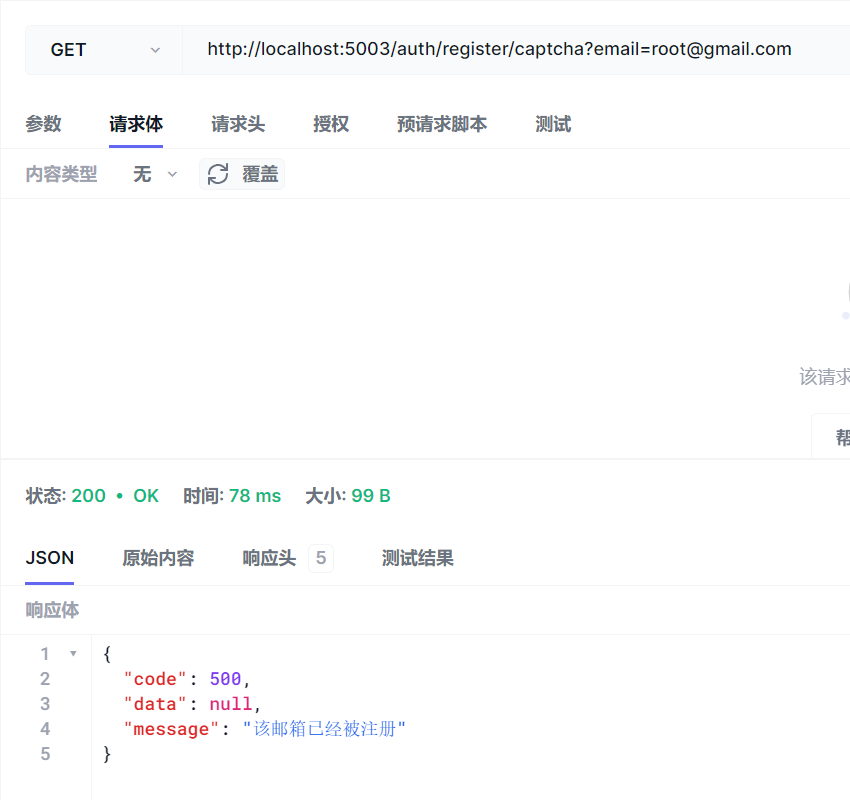 GET http://localhost:5003/auth/register/captcha?email=root@gmail.com
参数 请求体 请求头 授权 预请求脚本 测试
内容类型 无 覆盖
该请求
帮
状态: 200 • OK 时间: 78 ms 大小: 99 B
JSON 原始内容 响应头 5 测试结果
响应体
1 {
2 "code": 500,
3 "data": null,
4 "message": "该邮箱已经被注册"
5 }